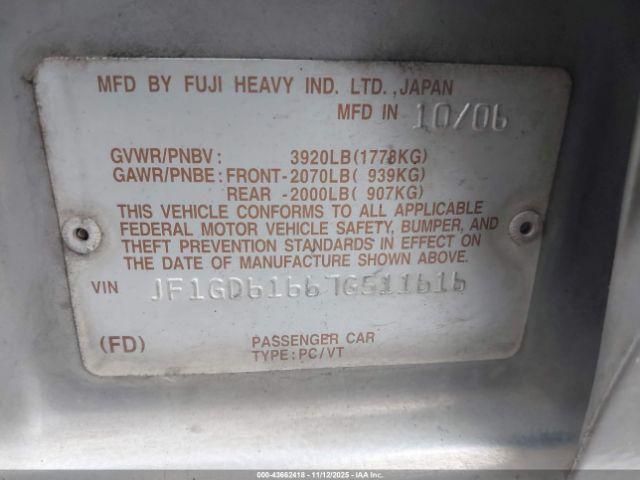 MFD BY FUJI HEAVY IND. LTD., JAPAN
MFD IN 10/06
GVWR/PNBV: 3920LB(1778KG)
GAWR/PNBE: FRONT-2070LB( 939KG)
REAR -2000LB( 907KG)
THIS VEHICLE CONFORMS TO ALL APPLICABLE
FEDERAL MOTOR VEHICLE SAFETY, BUMPER, AND
THEFT PREVENTION STANDARDS IN EFFECT ON
THE DATE OF MANUFACTURE SHOWN ABOVE.
VIN JF1GD61667G511616
(FD) PASSENGER CAR
TYPE: PC/VT
000-43662418 - 11/12/2025 - Copyright IAA, Inc.